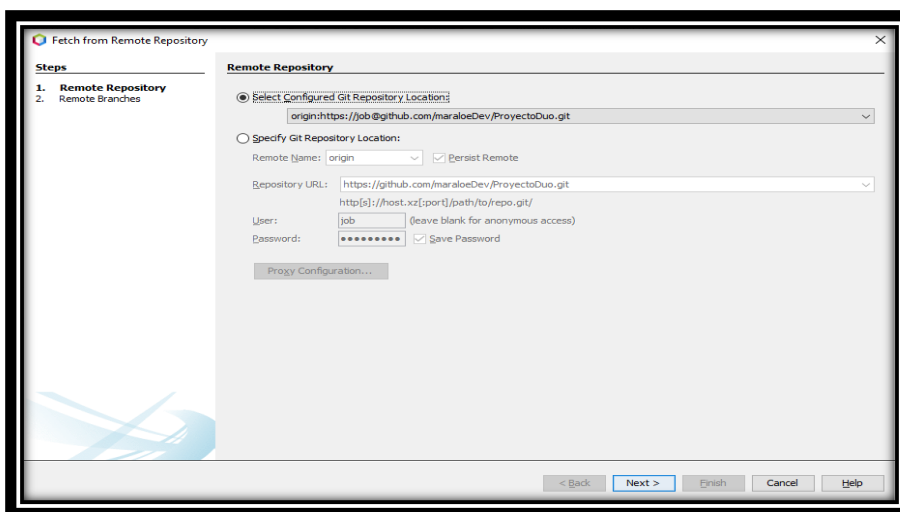 Fetch from Remote Repository
Steps
1. Remote Repository
2. Remote Branches
Remote Repository
Select Configured Git Repository Location:
origin:https://job@github.com/maraloeDev/ProyectoDuo.git
Specify Git Repository Location:
Remote Name: origin Persist Remote
Repository URL: https://github.com/maraloeDev/ProyectoDuo.git
http[s]://host.xz[:port]/path/to/repo.git/
User: job (leave blank for anonymous access)
Password: ●●●●●●●●● Save Password
Proxy Configuration...
< Back Next > Finish Cancel Help